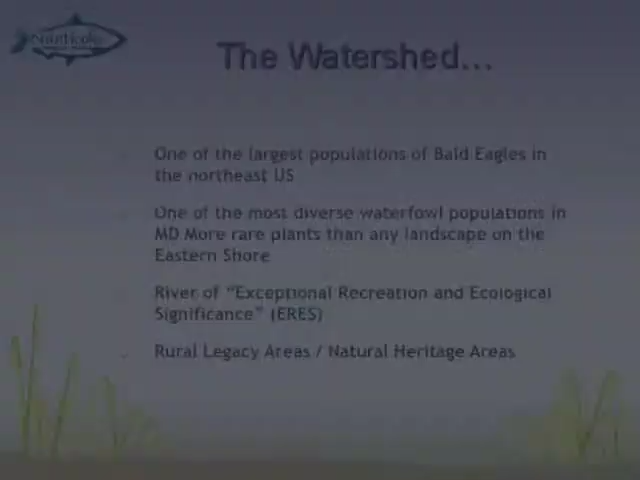 Nanticoke
The Watershed...
One of the largest populations of Bald Eagles in
the northeast US
One of the most diverse waterfowl populations in
MD More rare plants than any landscape on the
Eastern Shore
River of “Exceptional Recreation and Ecological
Significance” (ERES)
Rural Legacy Areas / Natural Heritage Areas